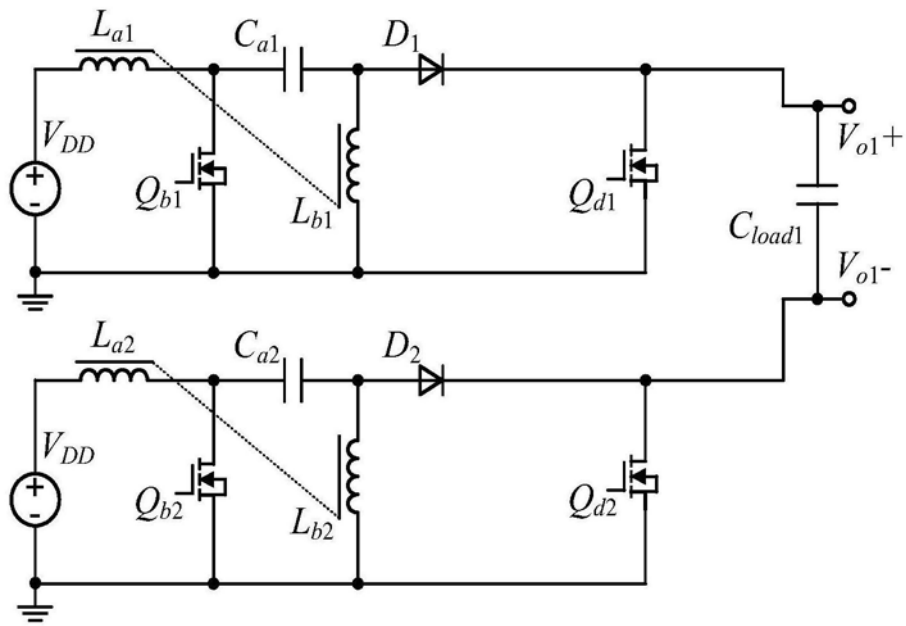 La1
Ca1
D1
VDD
+
-
Qb1
Lb1
Qd1
Vo1+
Cload1
Vo1-
La2
Ca2
D2
VDD
+
-
Qb2
Lb2
Qd2